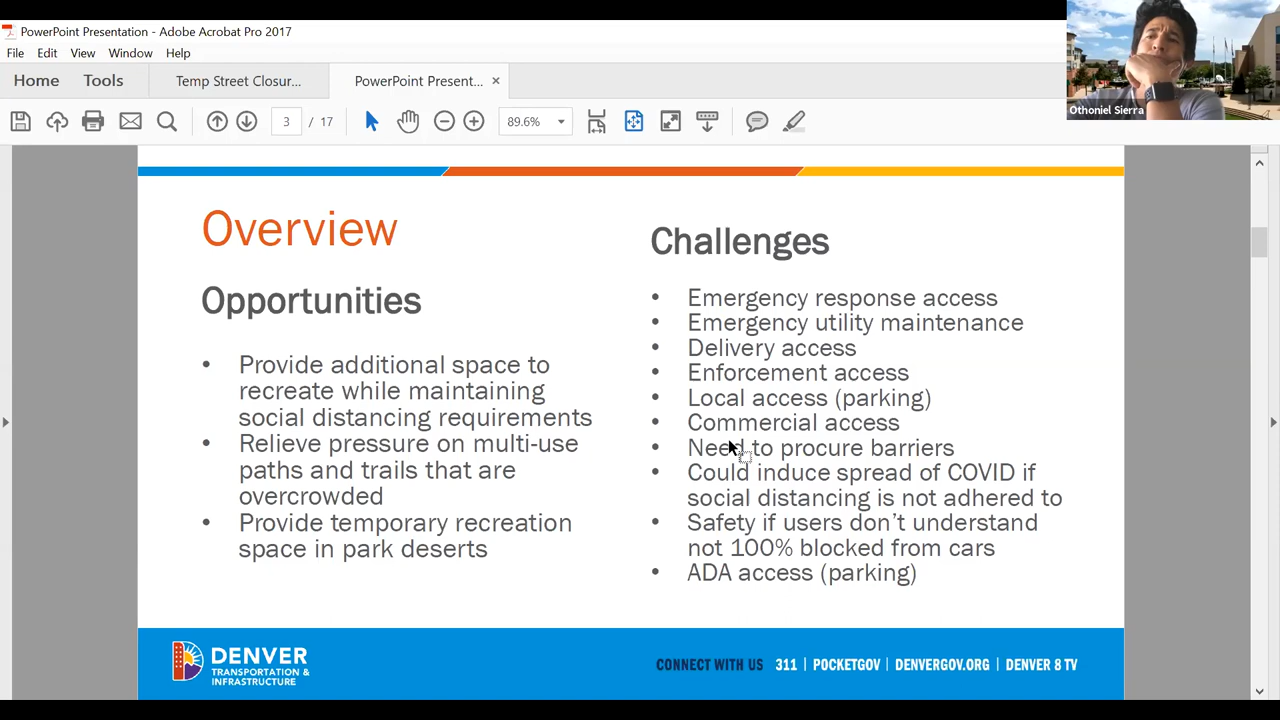 PowerPoint Presentation - Adobe Acrobat Pro 2017
File Edit View Window Help
Home Tools Temp Street Closur... PowerPoint Present... ×
3 / 17 89.6%
Othoniel Sierra
Overview
Opportunities
• Provide additional space to
recreate while maintaining
social distancing requirements
• Relieve pressure on multi-use
paths and trails that are
overcrowded
• Provide temporary recreation
space in park deserts
Challenges
• Emergency response access
• Emergency utility maintenance
• Delivery access
• Enforcement access
• Local access (parking)
• Commercial access
• Need to procure barriers
• Could induce spread of COVID if
social distancing is not adhered to
• Safety if users don’t understand
not 100% blocked from cars
• ADA access (parking)
DENVER
TRANSPORTATION &
INFRASTRUCTURE
CONNECT WITH US 311 | POCKETGOV | DENVERGOV.ORG | DENVER 8 TV